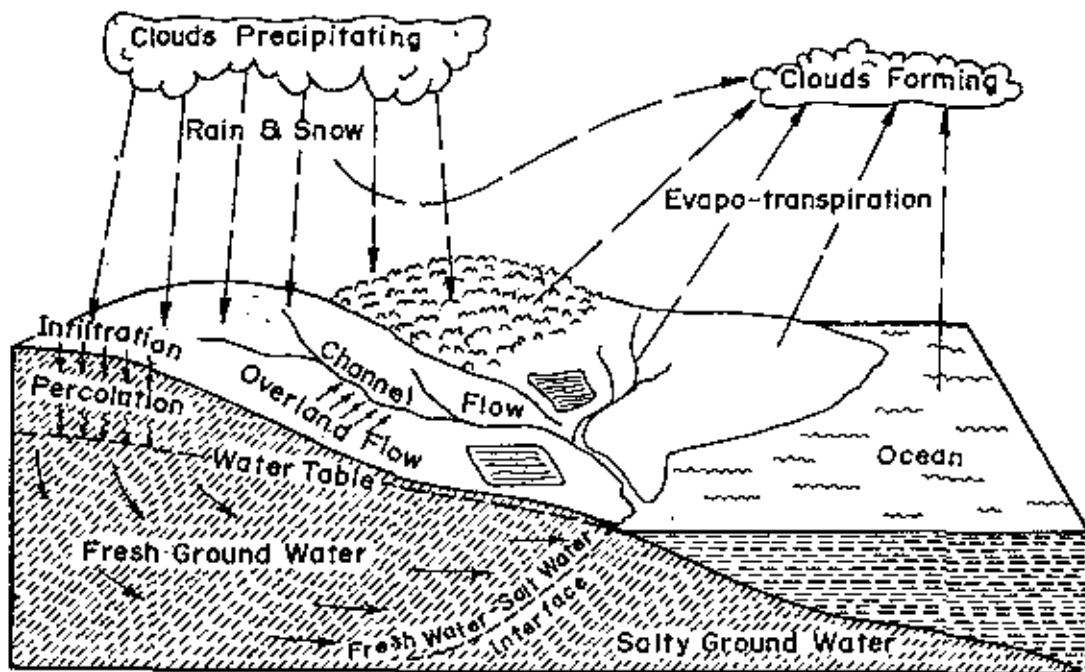 Clouds Precipitating
Clouds Forming
Rain & Snow
Evapo-transpiration
Infiltration
Channel Flow
Percolation
Overland Flow
Water Table
Ocean
Fresh Ground Water
Fresh Water-Salt Water
Interface
Salty Ground Water